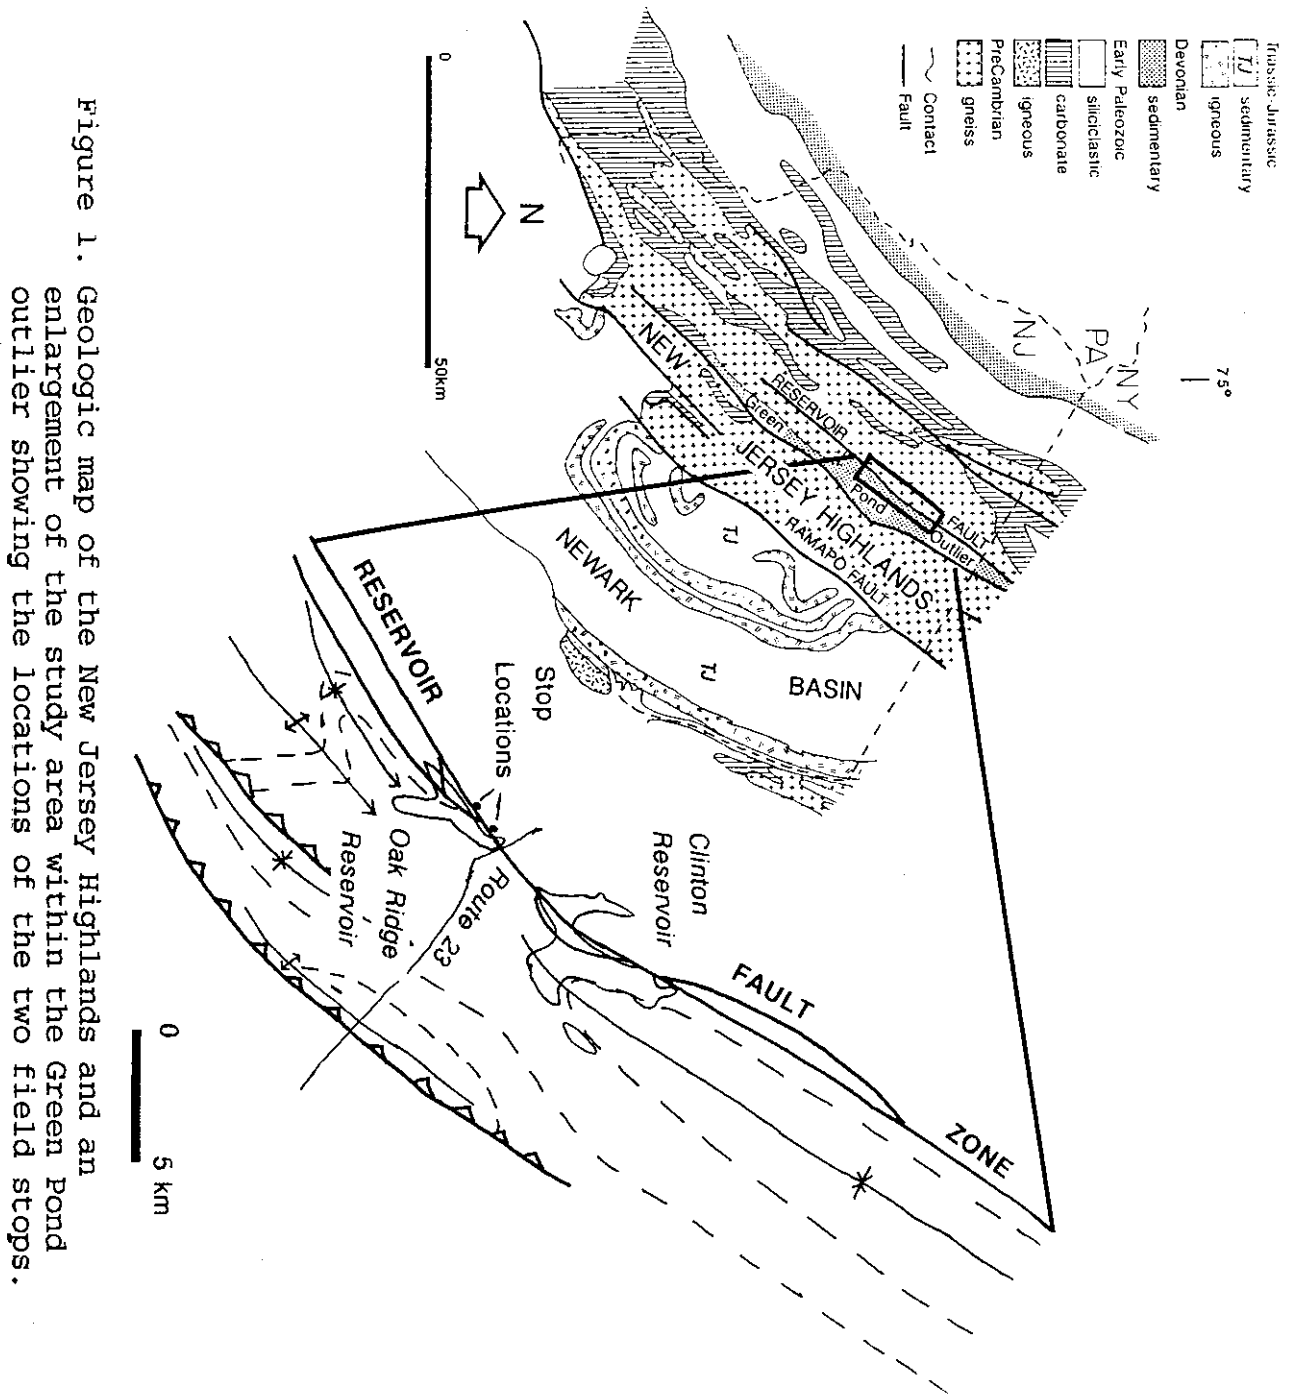 Triassic-Jurassic
TJ sedimentary
igneous
Devonian
sedimentary
Early Paleozoic
siliciclastic
carbonate
igneous
PreCambrian
gneiss
Contact
Fault
75°
NY
PA
NJ
N
0
50km
NEW
JERSEY HIGHLANDS
RESERVOIR
FAULT
Green
Pond
Outlier
RAMAPO FAULT
TJ
NEWARK
BASIN
TJ
RESERVOIR
FAULT
ZONE
Stop
Locations
Clinton
Reservoir
Oak Ridge
Reservoir
Route 23
0
5 km
Figure 1. Geologic map of the New Jersey Highlands and an
enlargement of the study area within the Green Pond
outlier showing the locations of the two field stops.